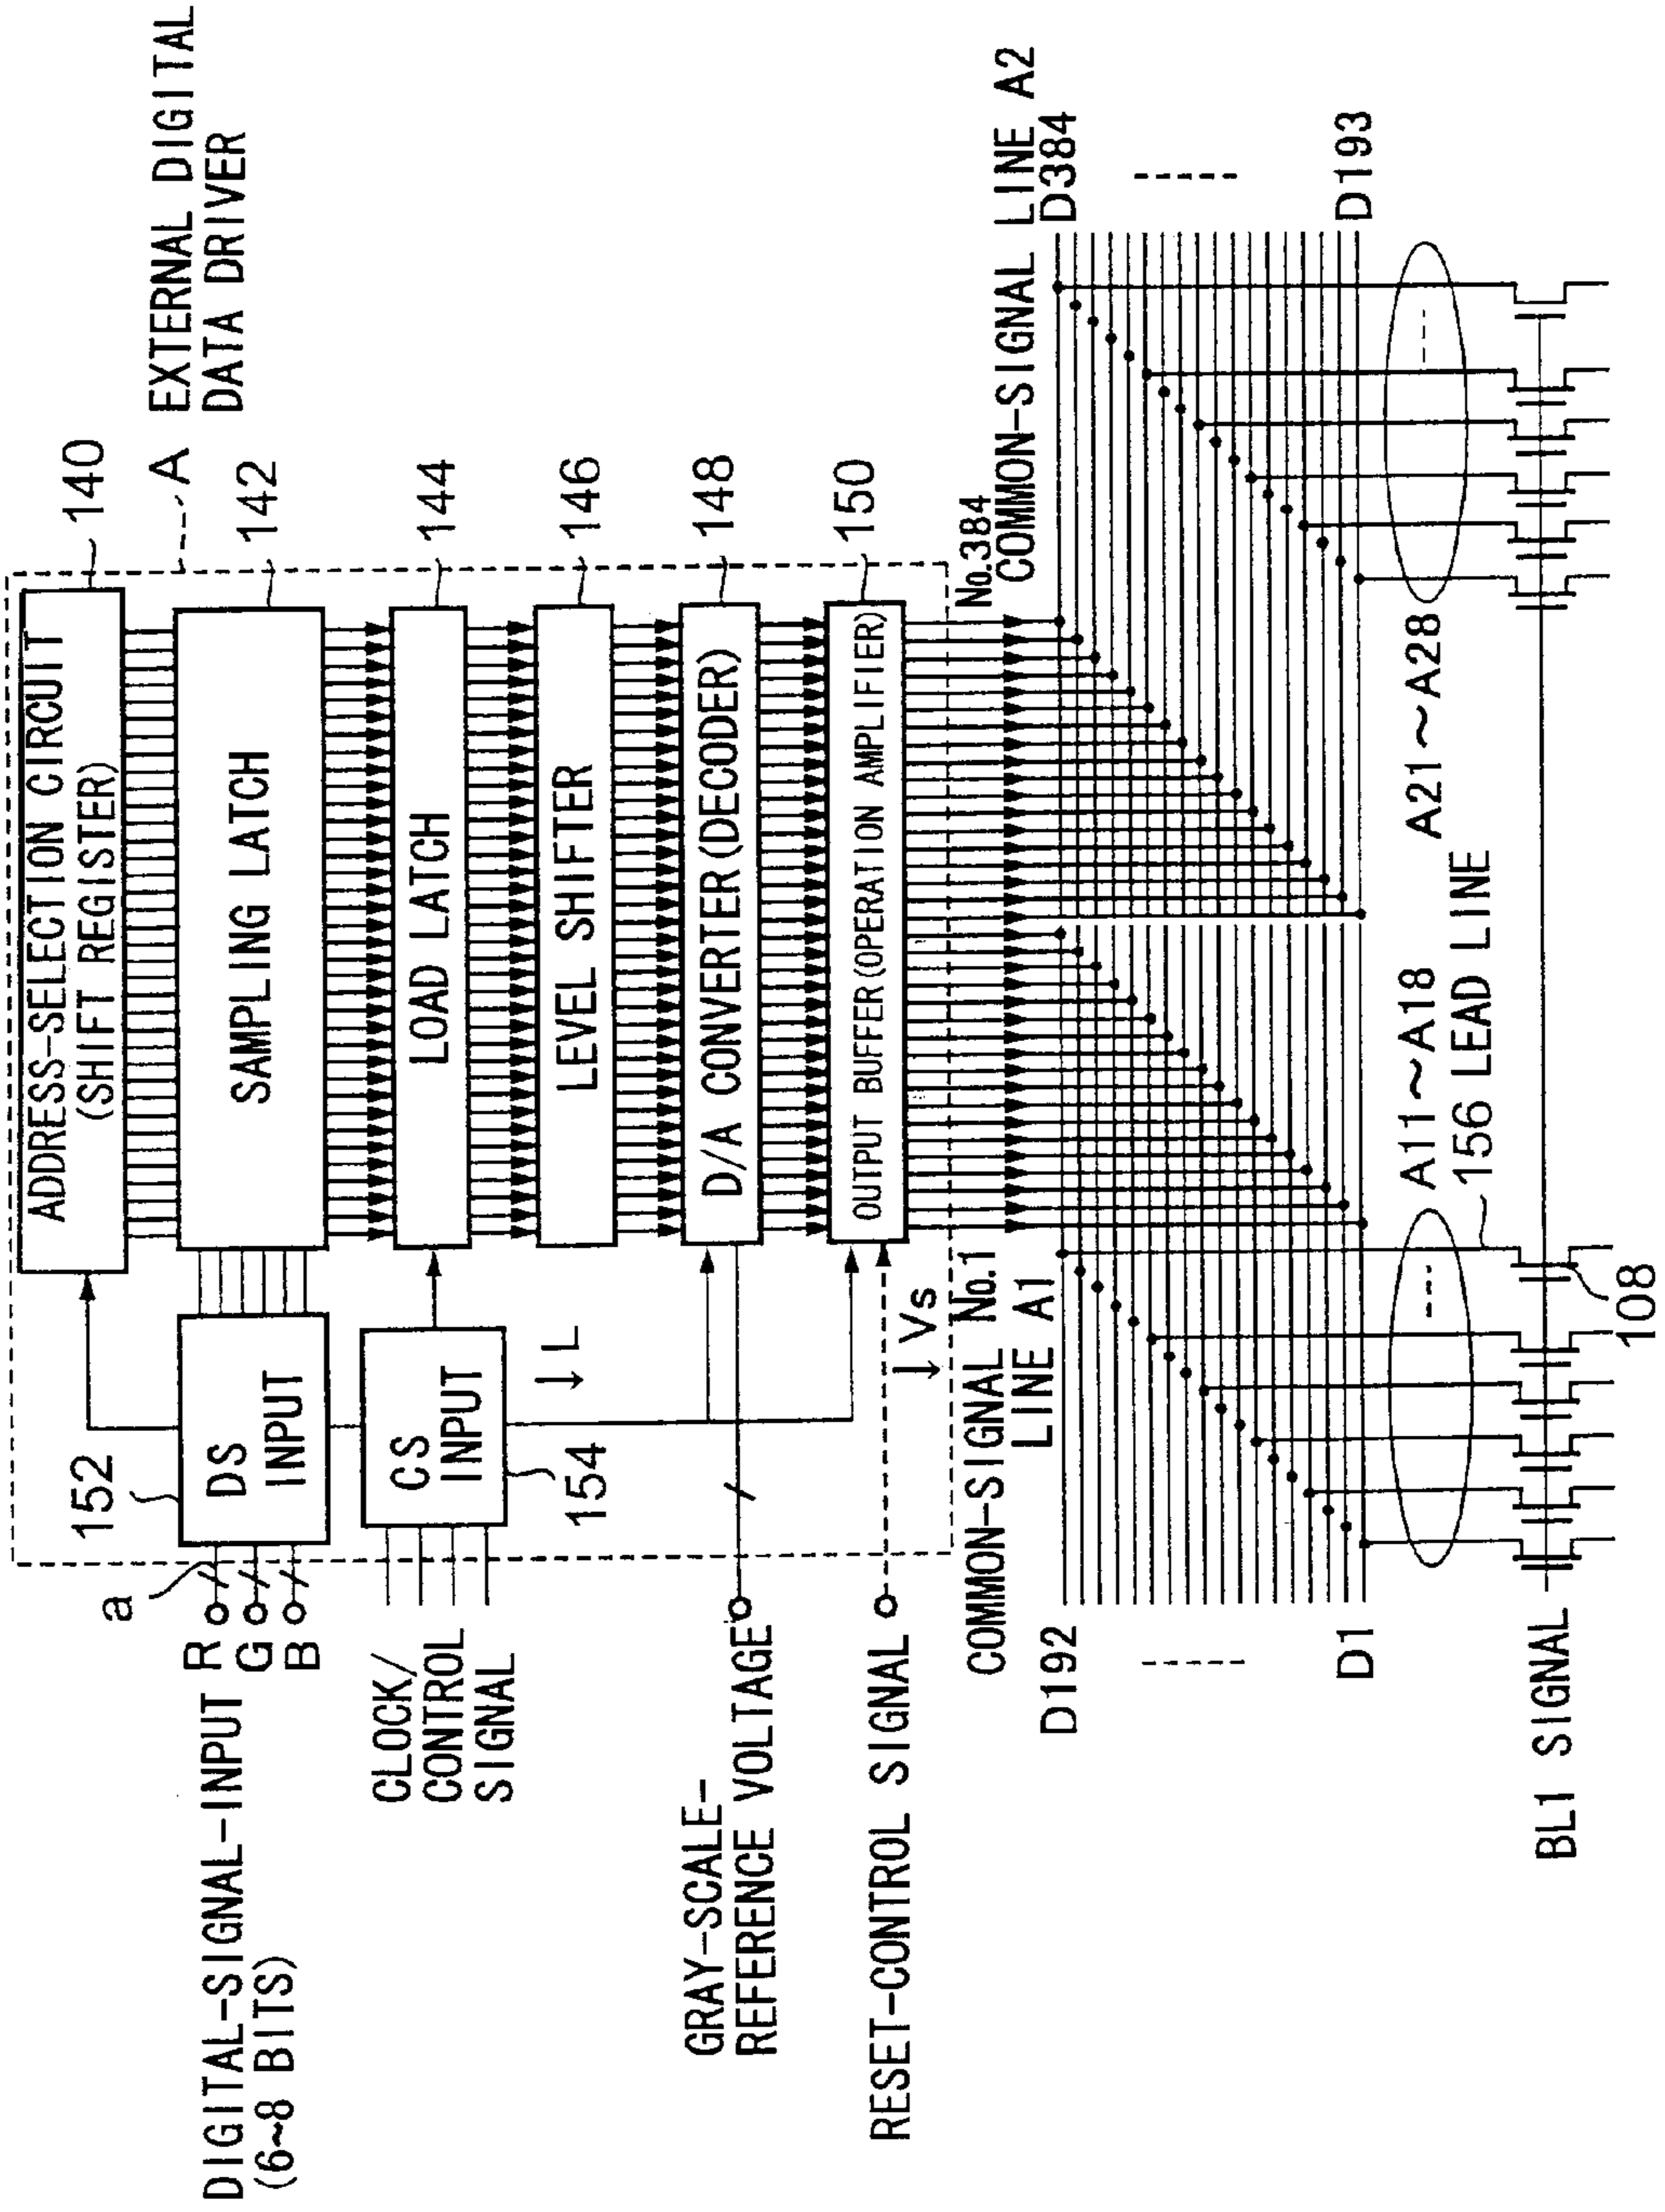 A EXTERNAL DIGITAL
DATA DRIVER
ADDRESS-SELECTION CIRCUIT
(SHIFT REGISTER)
140
SAMPLING LATCH
142
LOAD LATCH
144
LEVEL SHIFTER
146
D/A CONVERTER(DECODER)
148
OUTPUT BUFFER(OPERATION AMPLIFIER)
150
152
DS
INPUT
a
R
G
B
DIGITAL-SIGNAL-INPUT
(6~8 BITS)
CS
INPUT
154
↓ L
CLOCK/
CONTROL
SIGNAL
GRAY-SCALE-
REFERENCE VOLTAGE
RESET-CONTROL SIGNAL
↓ Vs
COMMON-SIGNAL No.1
LINE A1
No.384
COMMON-SIGNAL LINE A2
D192
D1
D384
D193
A11~A18
156 LEAD LINE
A21~A28
BL1 SIGNAL
108